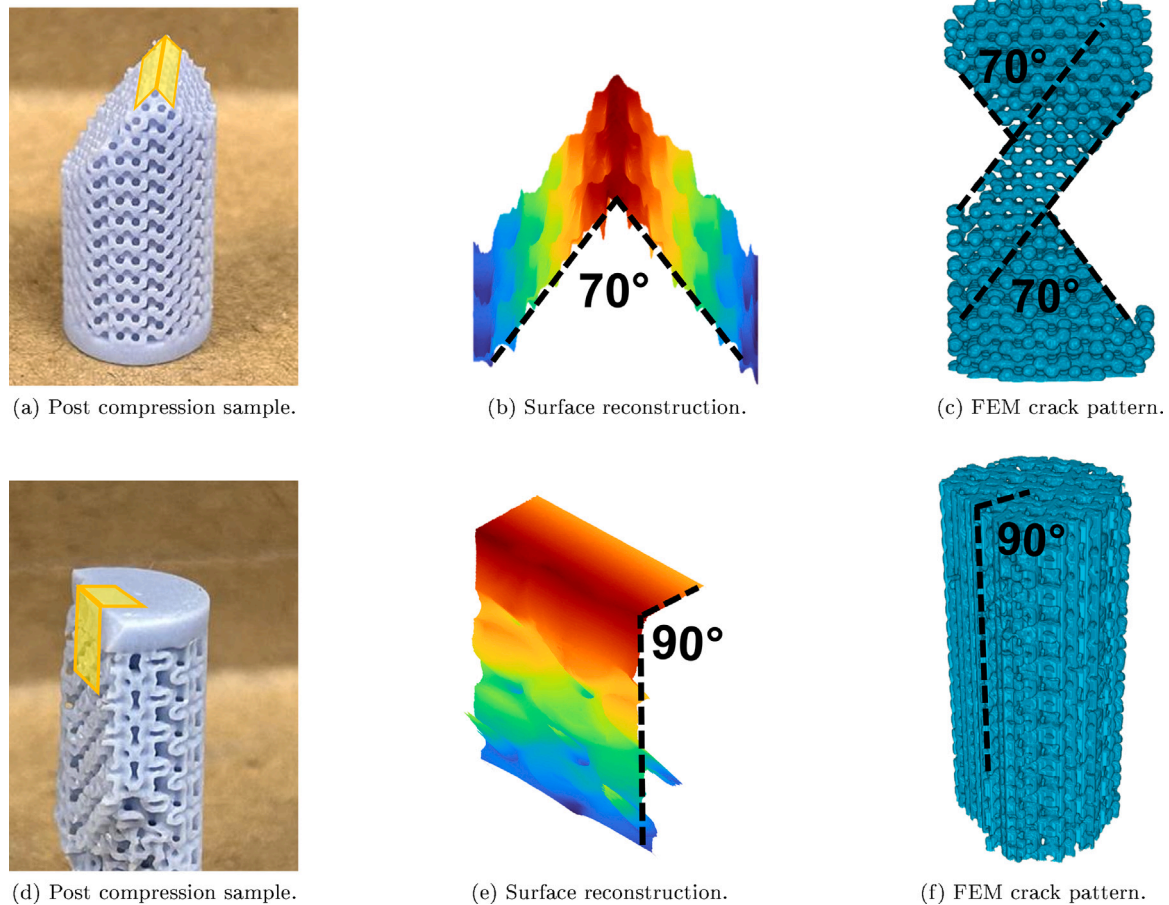 70°
70°
70°
(a) Post compression sample.
(b) Surface reconstruction.
(c) FEM crack pattern.
90°
90°
(d) Post compression sample.
(e) Surface reconstruction.
(f) FEM crack pattern.